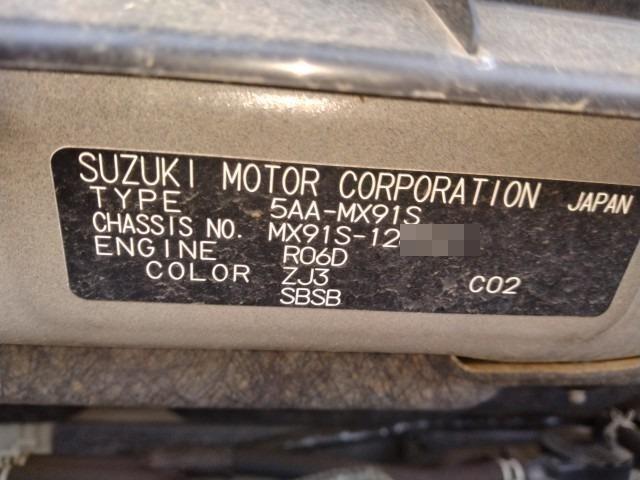 SUZUKI MOTOR CORPORATION JAPAN
TYPE 5AA-MX91S
CHASSIS NO. MX91S-12
ENGINE R06D
COLOR ZJ3 C02
SBSB